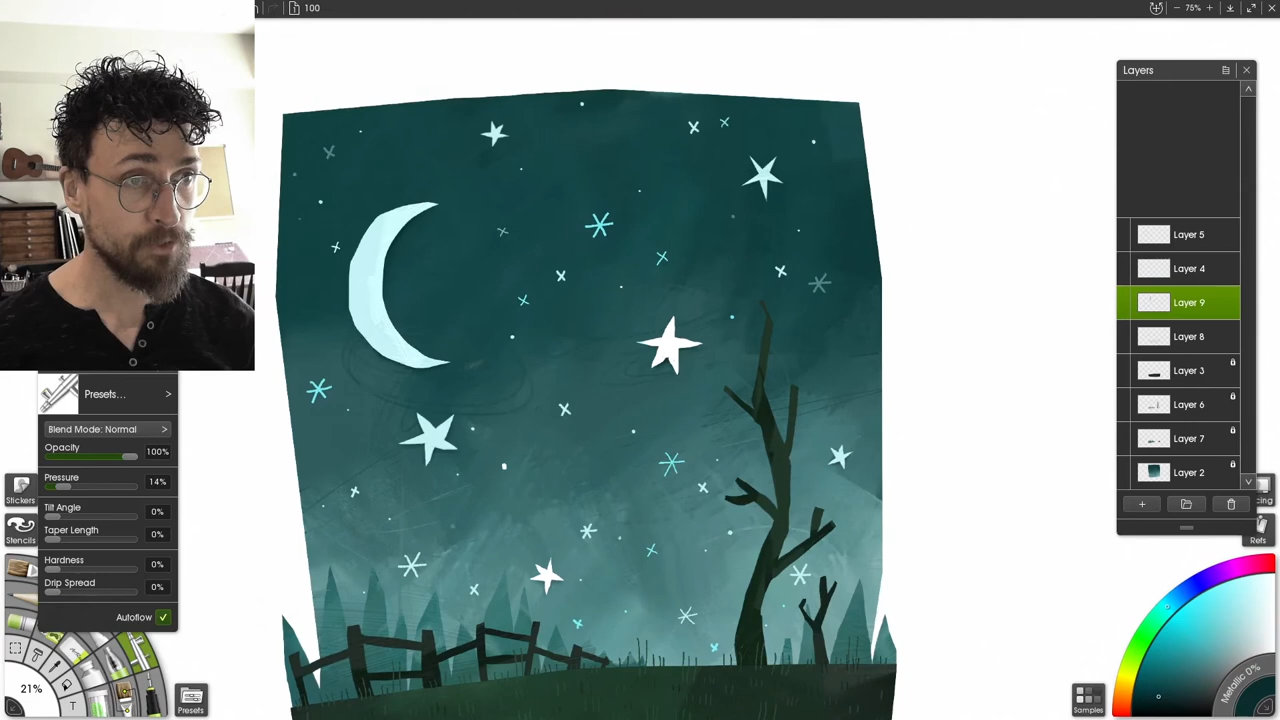 100
75%
Layers
Layer 5
Layer 4
Layer 9
Layer 8
Layer 3
Layer 6
Layer 7
Layer 2
Presets...
Blend Mode: Normal
Opacity
100%
Pressure
14%
Tilt Angle
0%
Taper Length
0%
Hardness
0%
Drip Spread
0%
Autoflow
Stickers
Stencils
21%
T
Presets
Refs
Metallic 0%
Samples